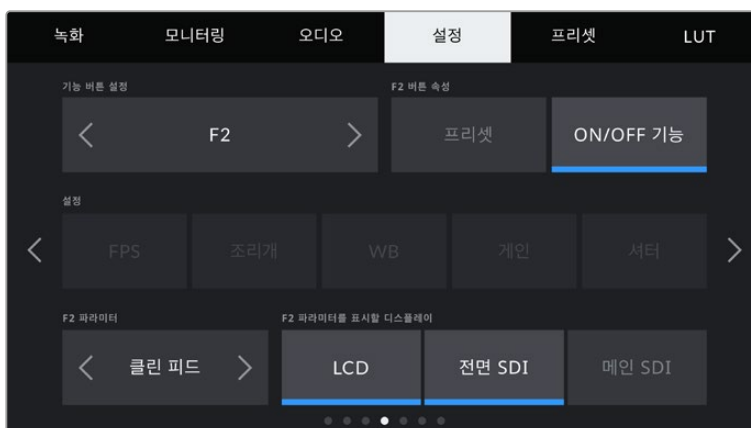 녹화 모니터링 오디오 설정 프리셋 LUT
기능 버튼 설정 F2 버튼 속성
F2 프리셋 ON/OFF 기능
설정
FPS 조리개 WB 게인 셔터
F2 파라미터 F2 파라미터를 표시할 디스플레이
클린 피드 LCD 전면 SDI 메인 SDI